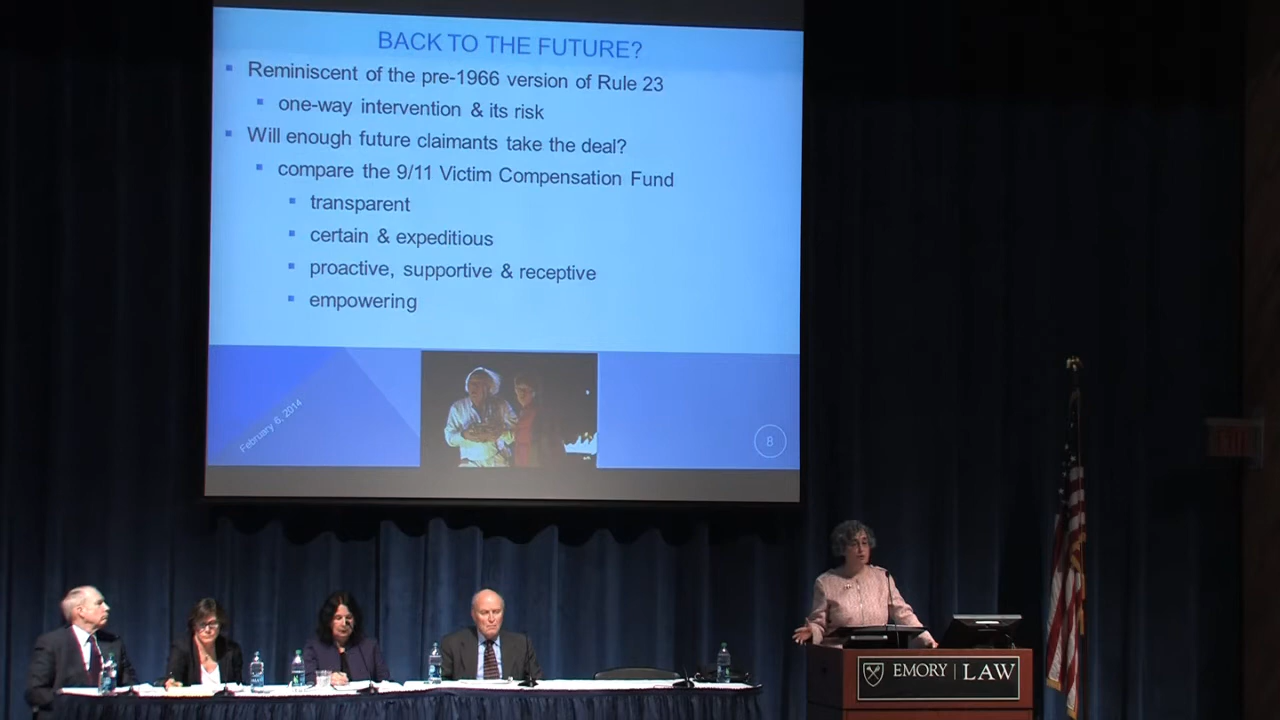 BACK TO THE FUTURE?
Reminiscent of the pre-1966 version of Rule 23
one-way intervention & its risk
Will enough future claimants take the deal?
compare the 9/11 Victim Compensation Fund
transparent
certain & expeditious
proactive, supportive & receptive
empowering
February 6, 2014
8
EXIT
EMORY | LAW